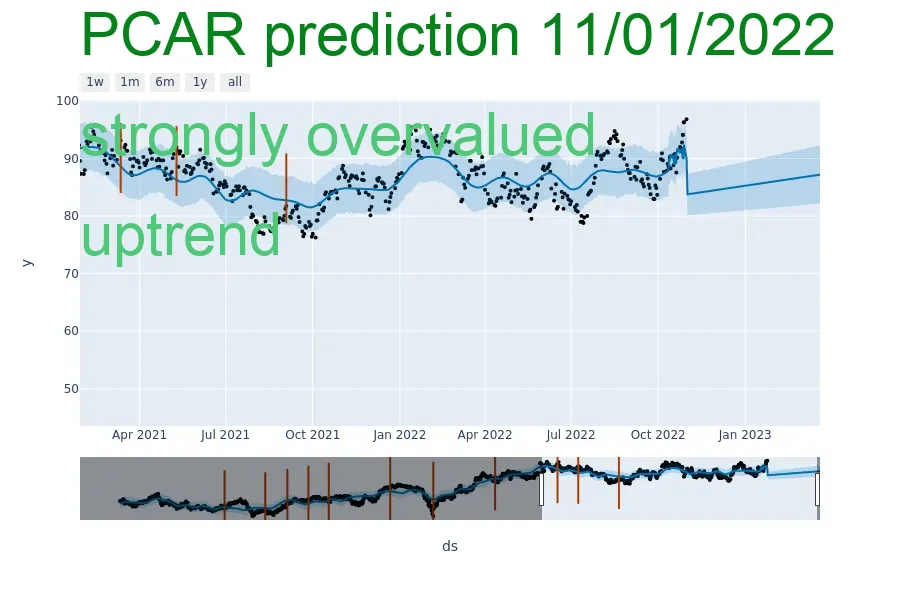 PCAR prediction 11/01/2022
1w 1m 6m 1y all
strongly overvalued
uptrend
100
90
80
70
60
50
y
Apr 2021 Jul 2021 Oct 2021 Jan 2022 Apr 2022 Jul 2022 Oct 2022 Jan 2023
ds